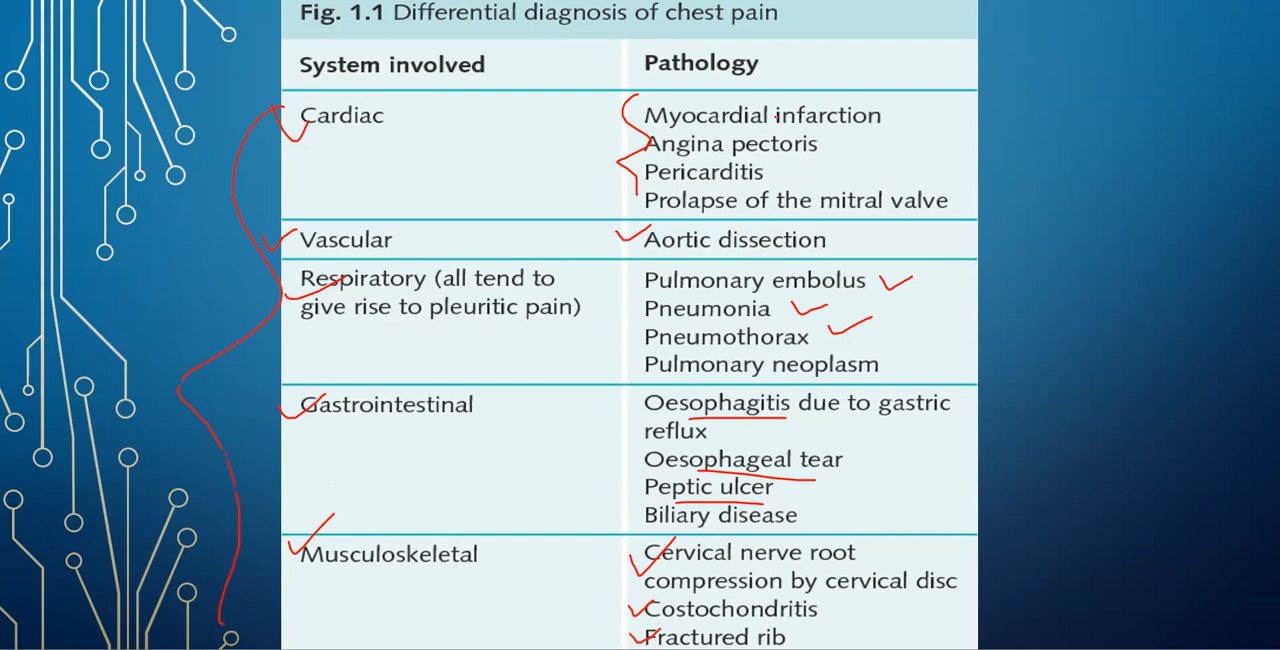 Fig. 1.1 Differential diagnosis of chest pain
System involved
Pathology
Cardiac
Myocardial infarction
Angina pectoris
Pericarditis
Prolapse of the mitral valve
Vascular
Aortic dissection
Respiratory (all tend to
give rise to pleuritic pain)
Pulmonary embolus
Pneumonia
Pneumothorax
Pulmonary neoplasm
Gastrointestinal
Oesophagitis due to gastric
reflux
Oesophageal tear
Peptic ulcer
Biliary disease
Musculoskeletal
Cervical nerve root
compression by cervical disc
Costochondritis
Fractured rib